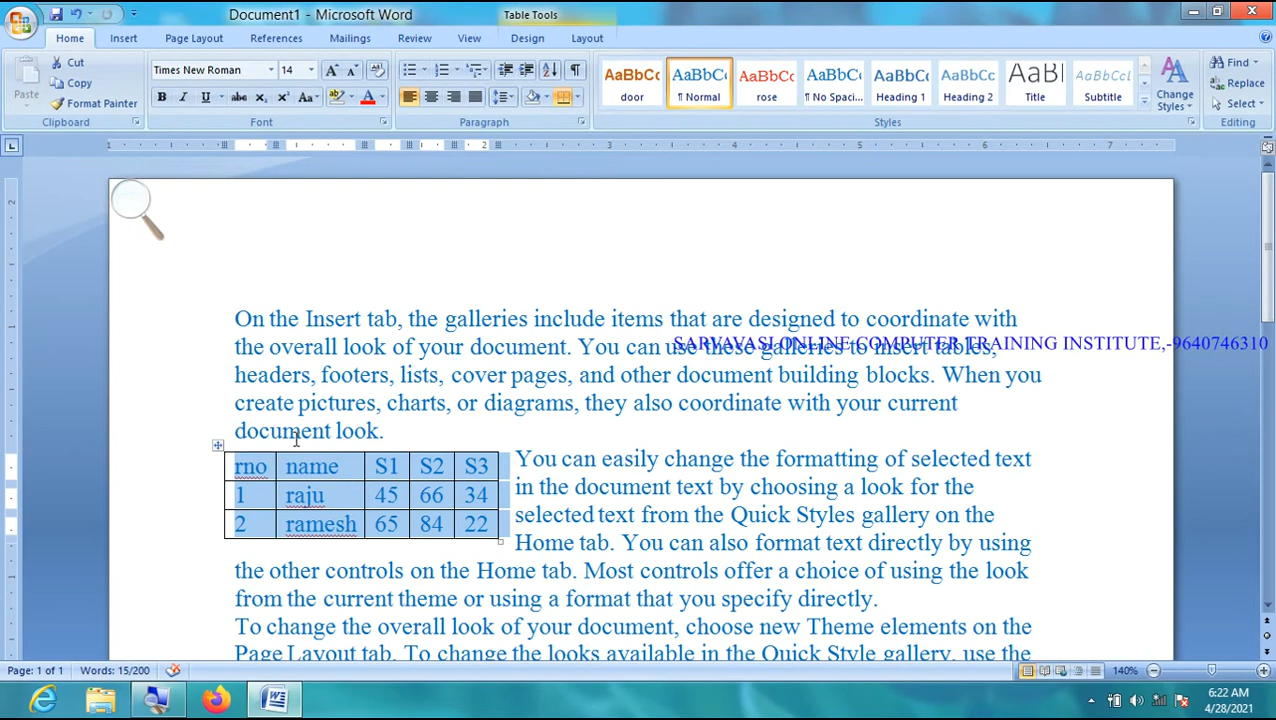 Document1 - Microsoft Word
Table Tools
Home Insert Page Layout References Mailings Review View Design Layout
Paste
Cut
Copy
Format Painter
Clipboard
Times New Roman 14
B I U abc x₂ x² Aa
Font
Paragraph
AaBbCc AaBbCc AaBbCc AaBbCc AaBbCc AaBbCc AaBl AaBbCcl
door ¶ Normal rose ¶ No Spaci... Heading 1 Heading 2 Title Subtitle
Change Styles
Styles
Find
Replace
Select
Editing
On the Insert tab, the galleries include items that are designed to coordinate with
the overall look of your document. You can use these galleries to insert tables,
SARVAVASI ONLINE COMPUTER TRAINING INSTITUTE,-9640746310
headers, footers, lists, cover pages, and other document building blocks. When you
create pictures, charts, or diagrams, they also coordinate with your current
document look.
rno name S1 S2 S3
1 raju 45 66 34
2 ramesh 65 84 22
You can easily change the formatting of selected text
in the document text by choosing a look for the
selected text from the Quick Styles gallery on the
Home tab. You can also format text directly by using
the other controls on the Home tab. Most controls offer a choice of using the look
from the current theme or using a format that you specify directly.
To change the overall look of your document, choose new Theme elements on the
Page Layout tab. To change the looks available in the Quick Style gallery, use the
Page: 1 of 1 Words: 15/200 140%
6:22 AM
4/28/2021